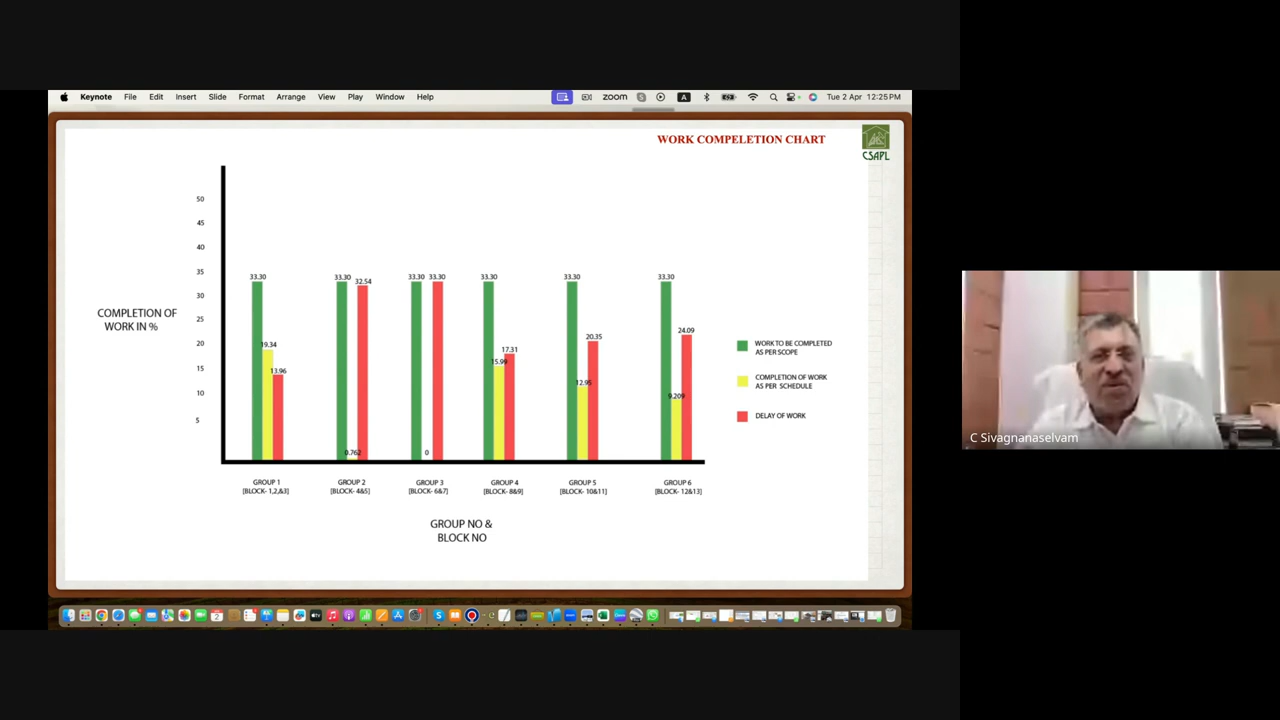 Keynote File Edit Insert Slide Format Arrange View Play Window Help zoom A Tue 2 Apr 12:25 PM
WORK COMPELETION CHART
CSAPL
50
45
40
35
30
25
20
15
10
5
COMPLETION OF
WORK IN %
33.30
19.34
13.96
33.30
0.762
32.54
33.30
0
33.30
33.30
15.99
17.31
33.30
12.95
20.35
33.30
9.209
24.09
WORK TO BE COMPLETED
AS PER SCOPE
COMPLETION OF WORK
AS PER SCHEDULE
DELAY OF WORK
GROUP 1
[BLOCK- 1,2,&3]
GROUP 2
[BLOCK- 4&5]
GROUP 3
[BLOCK- 6&7]
GROUP 4
[BLOCK- 8&9]
GROUP 5
[BLOCK- 10&11]
GROUP 6
[BLOCK- 12&13]
GROUP NO &
BLOCK NO
C Sivagnanaselvam